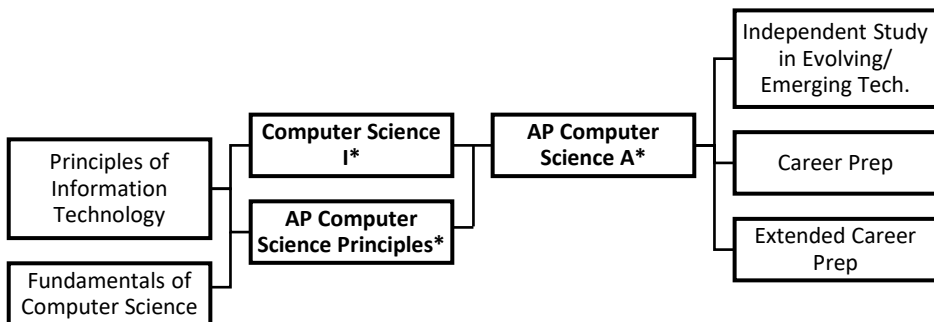 Principles of
Information
Technology
Fundamentals of
Computer Science
Computer Science
I*
AP Computer
Science Principles*
AP Computer
Science A*
Independent Study
in Evolving/
Emerging Tech.
Career Prep
Extended Career
Prep